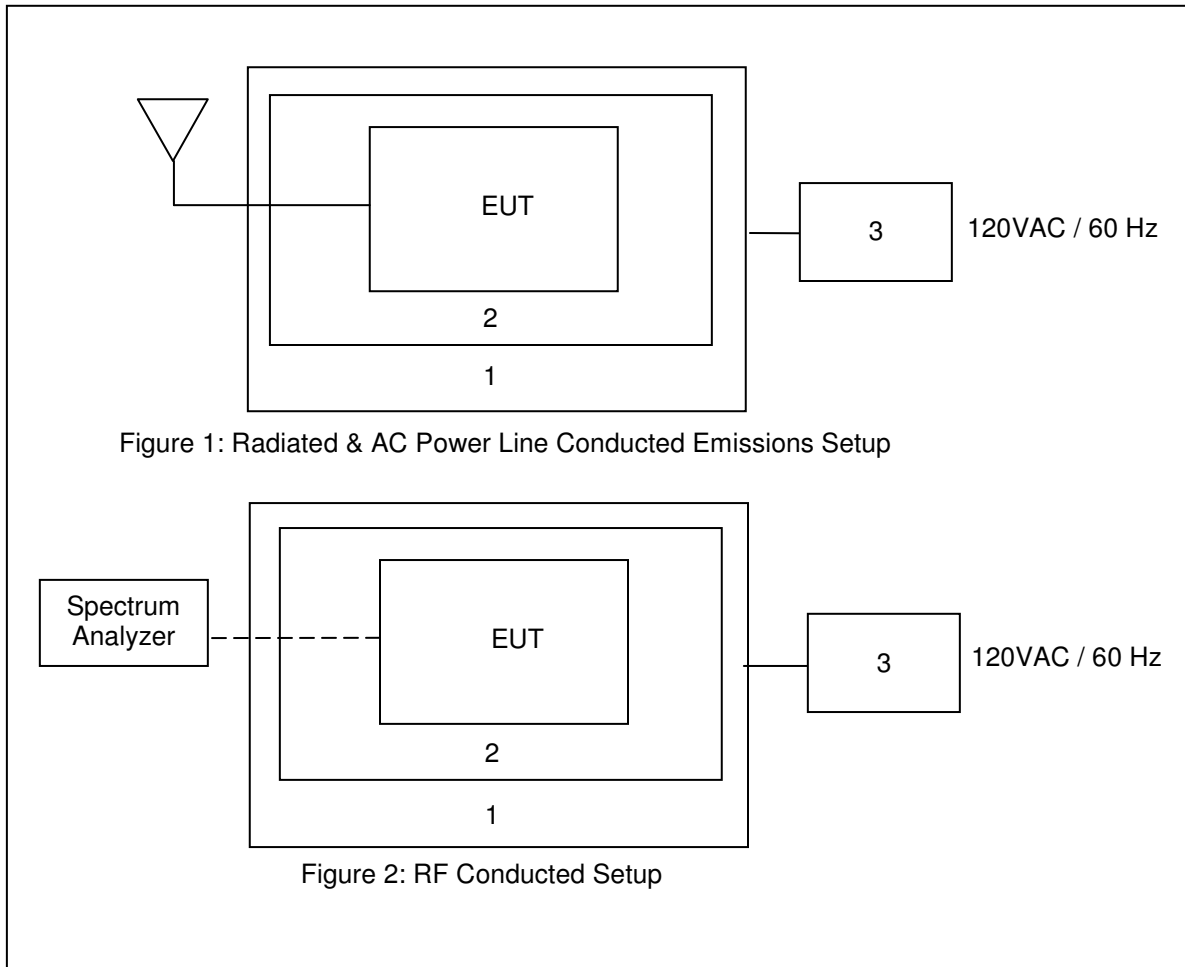 EUT
3
120VAC / 60 Hz
2
1
Figure 1: Radiated & AC Power Line Conducted Emissions Setup
Spectrum
Analyzer
EUT
3
120VAC / 60 Hz
2
1
Figure 2: RF Conducted Setup